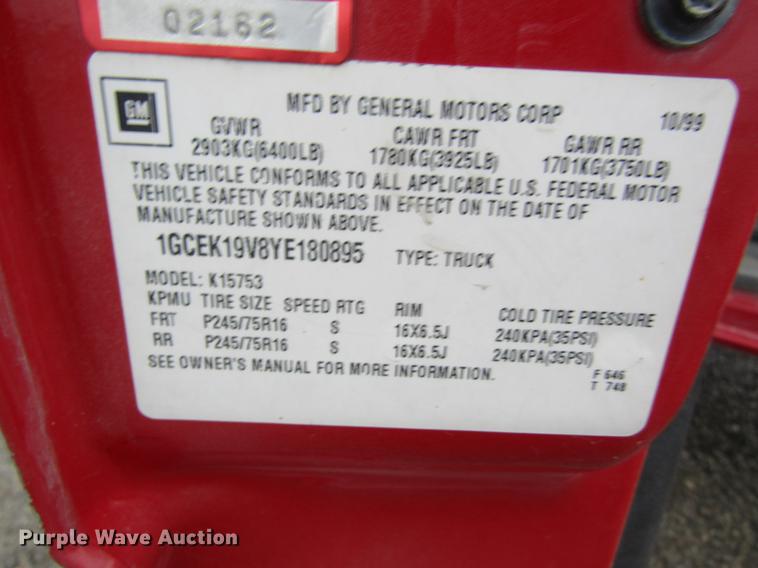 02162
GM
MFD BY GENERAL MOTORS CORP 10/99
GVWR CAWR FRT GAWR RR
2903KG(6400LB) 1780KG(3925LB) 1701KG(3750LB)
THIS VEHICLE CONFORMS TO ALL APPLICABLE U.S. FEDERAL MOTOR
VEHICLE SAFETY STANDARDS IN EFFECT ON THE DATE OF
MANUFACTURE SHOWN ABOVE.
1GCEK19V8YE180895 TYPE: TRUCK
MODEL: K15753
KPMU TIRE SIZE SPEED RTG RIM COLD TIRE PRESSURE
FRT P245/75R16 S 16X6.5J 240KPA(35PSI)
RR P245/75R16 S 16X6.5J 240KPA(35PSI)
SEE OWNER'S MANUAL FOR MORE INFORMATION.
F 646
T 748
Purple Wave Auction